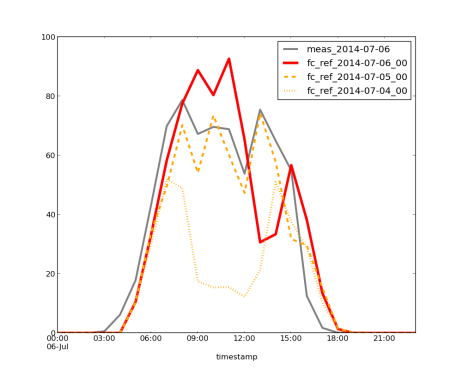 100
80
60
40
20
0
meas_2014-07-06
fc_ref_2014-07-06_00
fc_ref_2014-07-05_00
fc_ref_2014-07-04_00
00:00 03:00 06:00 09:00 12:00 15:00 18:00 21:00
06-Jul
timestamp